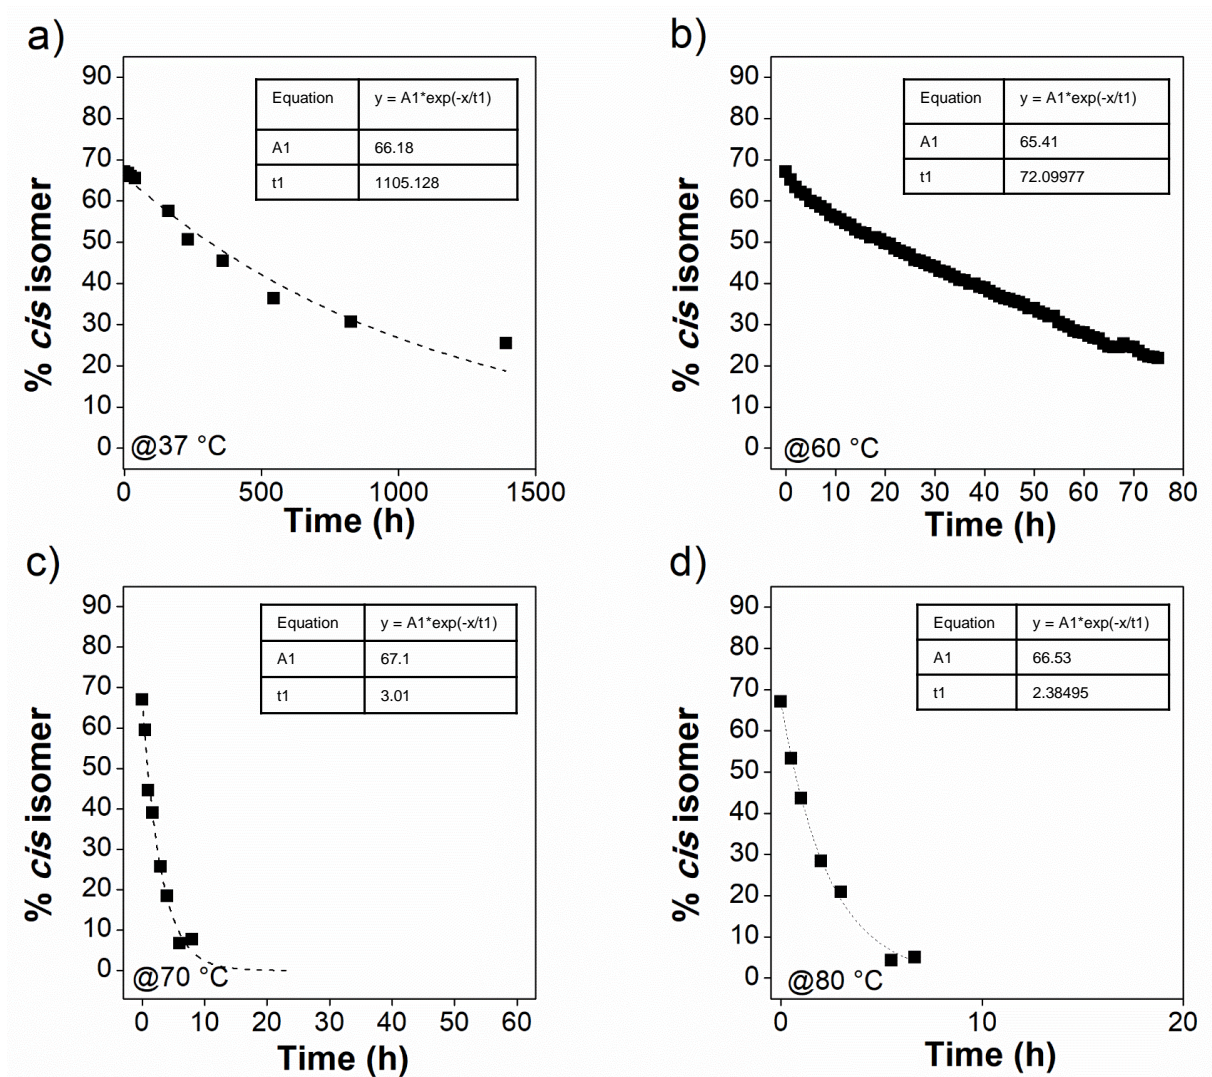 a)
% cis isomer
90
80
70
60
50
40
30
20
10
0
Equation y = A1*exp(-x/t1)
A1 66.18
t1 1105.128
@37 °C
0 500 1000 1500
Time (h)
b)
% cis isomer
90
80
70
60
50
40
30
20
10
0
Equation y = A1*exp(-x/t1)
A1 65.41
t1 72.09977
@60 °C
0 10 20 30 40 50 60 70 80
Time (h)
c)
% cis isomer
90
80
70
60
50
40
30
20
10
0
Equation y = A1*exp(-x/t1)
A1 67.1
t1 3.01
@70 °C
0 10 20 30 40 50 60
Time (h)
d)
% cis isomer
90
80
70
60
50
40
30
20
10
0
Equation y = A1*exp(-x/t1)
A1 66.53
t1 2.38495
@80 °C
0 10 20
Time (h)